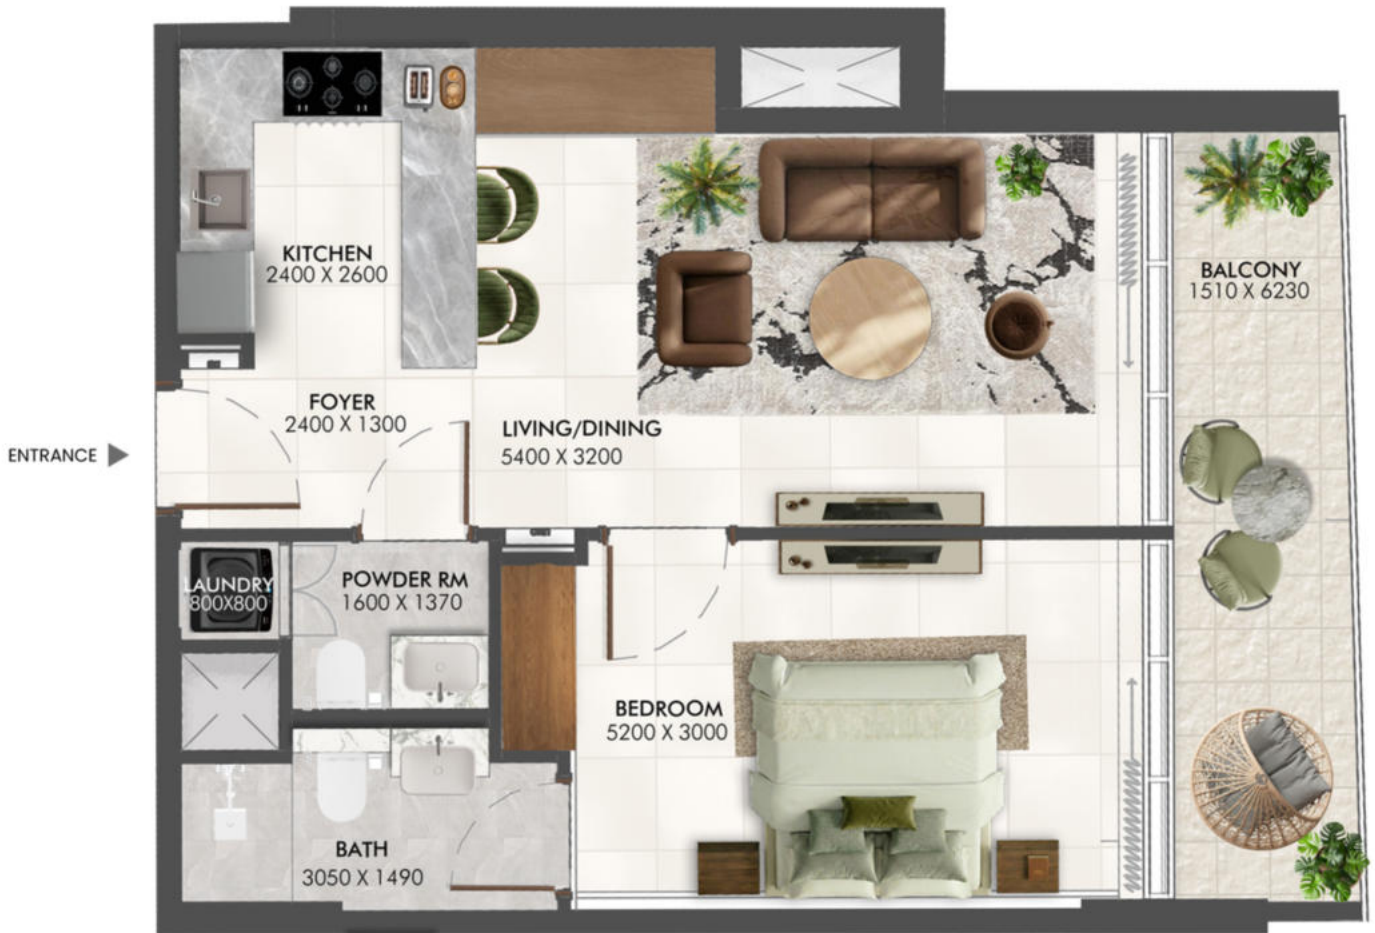 KITCHEN
2400 X 2600
BALCONY
1510 X 6230
FOYER
2400 X 1300
LIVING/DINING
5400 X 3200
ENTRANCE
LAUNDRY
800X800
POWDER RM
1600 X 1370
BEDROOM
5200 X 3000
BATH
3050 X 1490